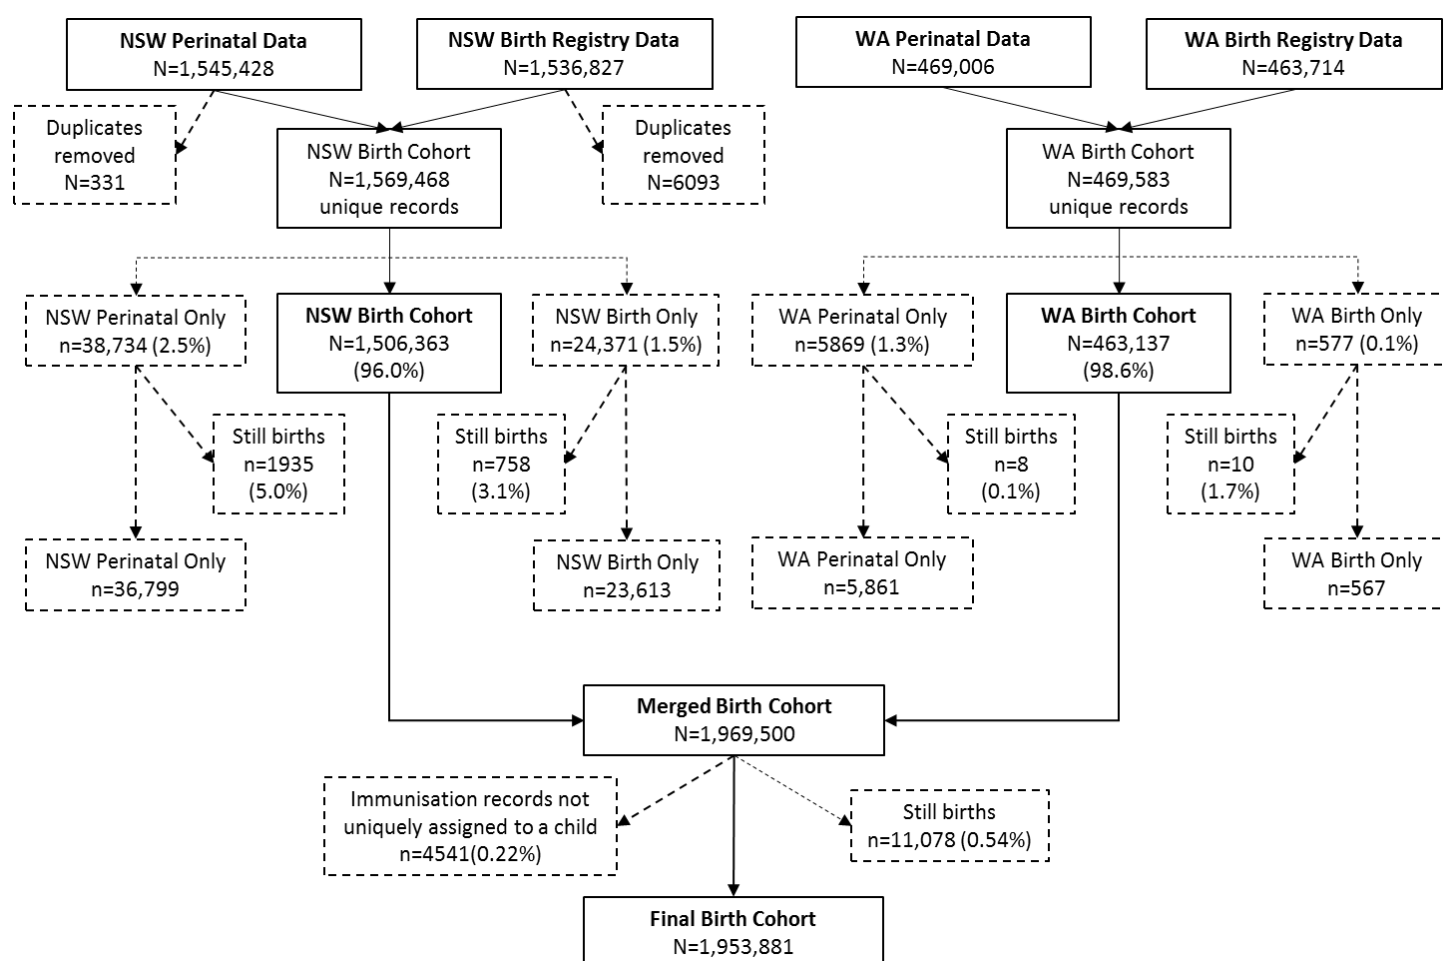 NSW Perinatal Data
N=1,545,428
NSW Birth Registry Data
N=1,536,827
WA Perinatal Data
N=469,006
WA Birth Registry Data
N=463,714
Duplicates
removed
N=331
NSW Birth Cohort
N=1,569,468
unique records
Duplicates
removed
N=6093
WA Birth Cohort
N=469,583
unique records
NSW Perinatal Only
n=38,734 (2.5%)
NSW Birth Cohort
n=1,506,363
(96.0%)
NSW Birth Only
n=24,371 (1.5%)
WA Perinatal Only
n=5869 (1.3%)
WA Birth Cohort
n=463,137
(98.6%)
WA Birth Only
n=577 (0.1%)
Still births
n=1935
(5.0%)
Still births
n=758
(3.1%)
Still births
n=8
(0.1%)
Still births
n=10
(1.7%)
NSW Perinatal Only
n=36,799
NSW Birth Only
n=23,613
WA Perinatal Only
n=5,861
WA Birth Only
n=567
Merged Birth Cohort
N=1,969,500
Immunisation records not
uniquely assigned to a child
n=4541(0.22%)
Still births
n=11,078 (0.54%)
Final Birth Cohort
N=1,953,881